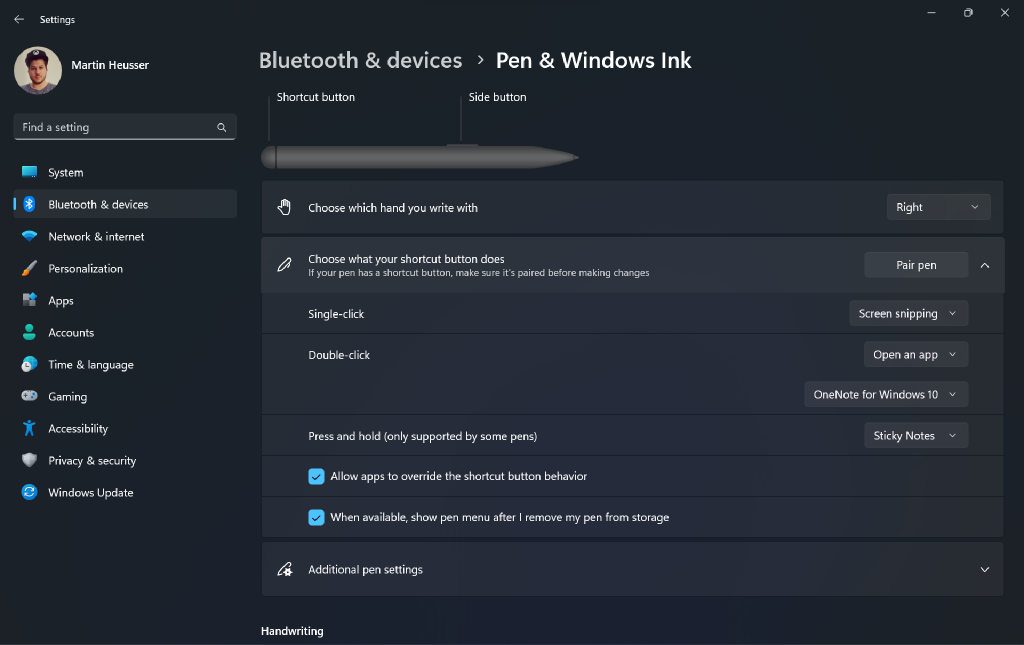 Settings
Martin Heusser
Find a setting
System
Bluetooth & devices
Network & internet
Personalization
Apps
Accounts
Time & language
Gaming
Accessibility
Privacy & security
Windows Update
Bluetooth & devices › Pen & Windows Ink
Shortcut button Side button
Choose which hand you write with Right
Choose what your shortcut button does
If your pen has a shortcut button, make sure it's paired before making changes
Pair pen
Single-click Screen snipping
Double-click Open an app
OneNote for Windows 10
Press and hold (only supported by some pens) Sticky Notes
Allow apps to override the shortcut button behavior
When available, show pen menu after I remove my pen from storage
Additional pen settings
Handwriting